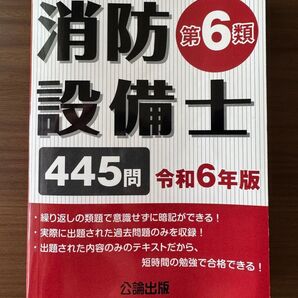 消防
第6類
設備士
445問 令和6年版
・繰り返しの類題で意識せずに暗記ができる！
・実際に出題された過去問題のみを収録！
・出題された内容のみのテキストだから、
短時間の勉強で合格できる！
公論出版